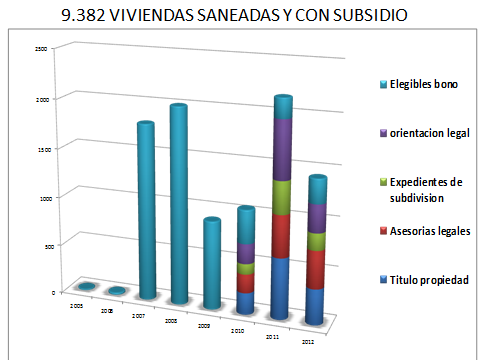 9.382 VIVIENDAS SANEADAS Y CON SUBSIDIO
2500
2000
1500
1000
500
0
2005
2006
2007
2008
2009
2010
2011
2012
Elegibles bono
orientacion legal
Expedientes de
subdivision
Asesorias legales
Titulo propiedad